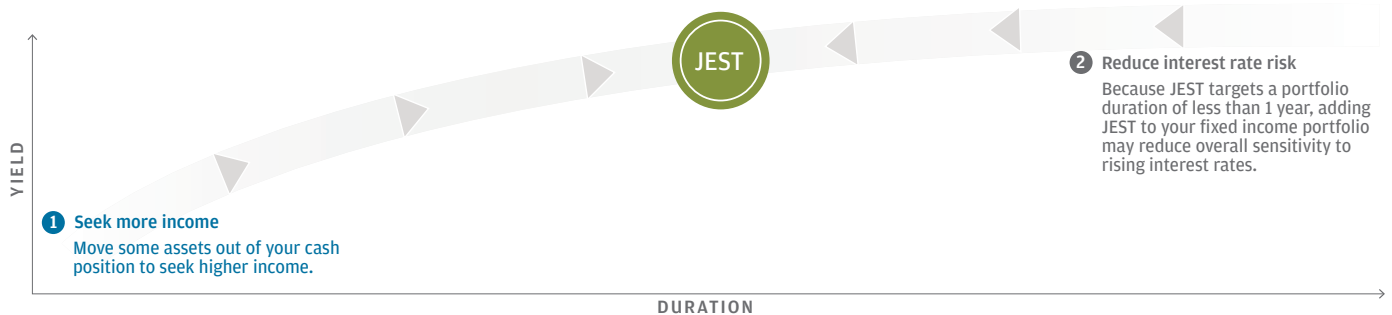 JEST
YIELD
1 Seek more income
Move some assets out of your cash
position to seek higher income.
2 Reduce interest rate risk
Because JEST targets a portfolio
duration of less than 1 year, adding
JEST to your fixed income portfolio
may reduce overall sensitivity to
rising interest rates.
DURATION